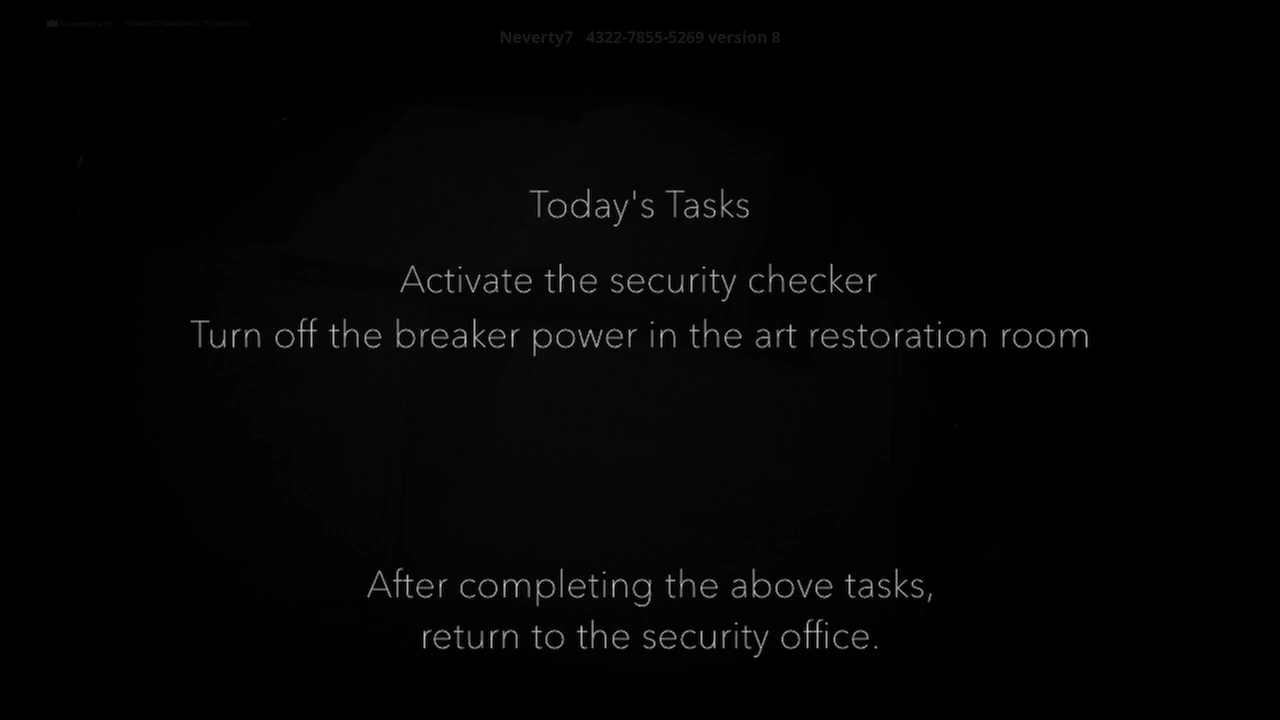 Neverty7 4322-7855-5269 version 8
Today's Tasks
Activate the security checker
Turn off the breaker power in the art restoration room
After completing the above tasks,
return to the security office.